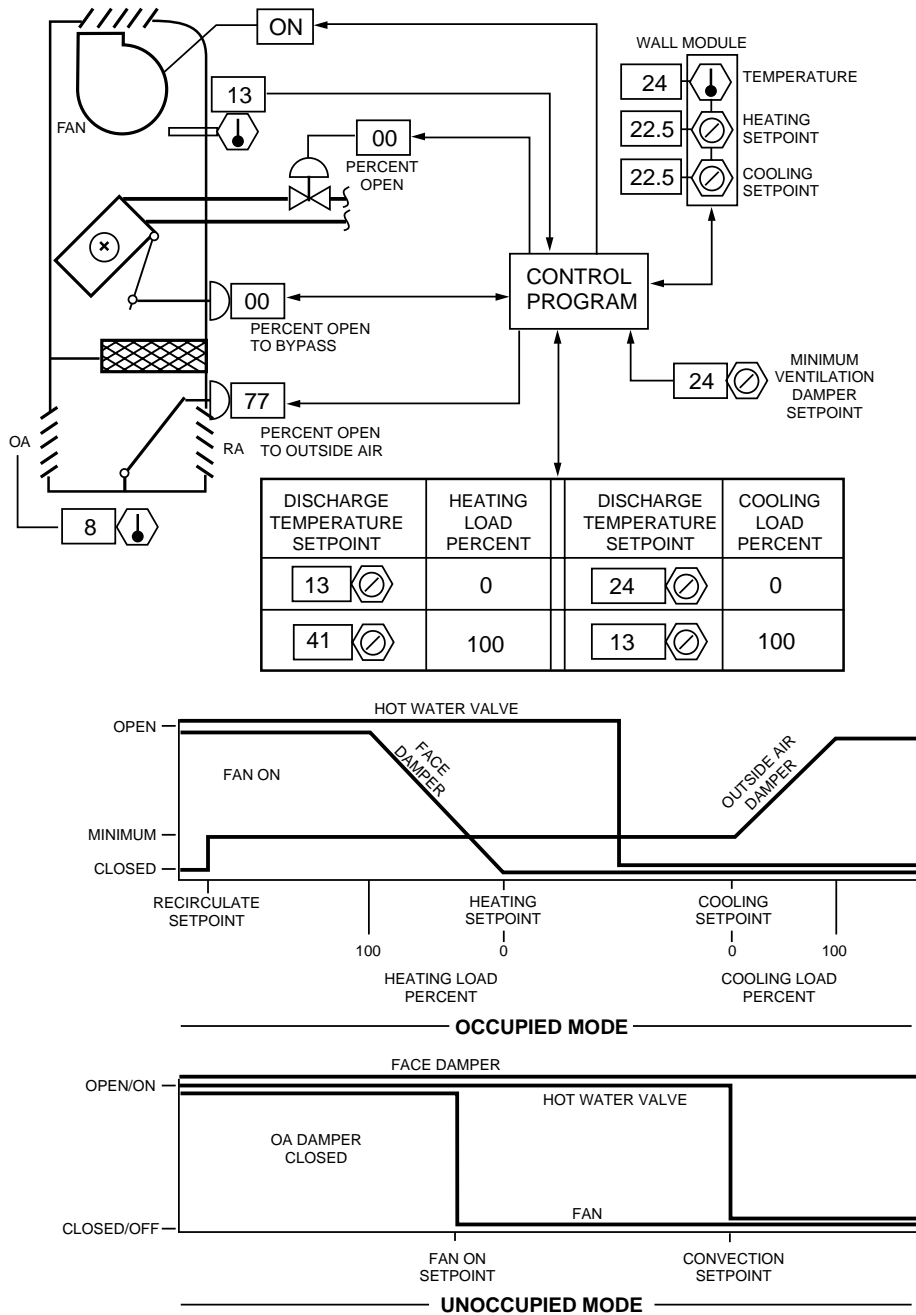 ON
WALL MODULE
24
TEMPERATURE
13
FAN
22.5
HEATING
SETPOINT
00
PERCENT
OPEN
22.5
COOLING
SETPOINT
×
CONTROL
PROGRAM
00
PERCENT OPEN
TO BYPASS
24
MINIMUM
VENTILATION
DAMPER
SETPOINT
77
PERCENT OPEN
TO OUTSIDE AIR
OA
RA
8
DISCHARGE
TEMPERATURE
SETPOINT
HEATING
LOAD
PERCENT
DISCHARGE
TEMPERATURE
SETPOINT
COOLING
LOAD
PERCENT
13
0
24
0
41
100
13
100
HOT WATER VALVE
OPEN
FACE
DAMPER
OUTSIDE AIR
DAMPER
FAN ON
MINIMUM
CLOSED
RECIRCULATE
SETPOINT
HEATING
SETPOINT
COOLING
SETPOINT
100
0
0
100
HEATING LOAD
PERCENT
COOLING LOAD
PERCENT
OCCUPIED MODE
FACE DAMPER
OPEN/ON
HOT WATER VALVE
OA DAMPER
CLOSED
FAN
CLOSED/OFF
FAN ON
SETPOINT
CONVECTION
SETPOINT
UNOCCUPIED MODE